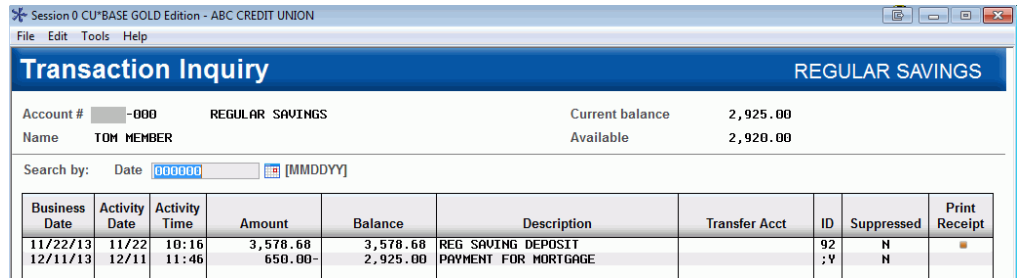 Session 0 CU*BASE GOLD Edition - ABC CREDIT UNION
File Edit Tools Help
Transaction Inquiry REGULAR SAVINGS
Account # -000 REGULAR SAVINGS Current balance 2,925.00
Name TOM MEMBER Available 2,920.00
Search by: Date 000000 [MMDDYY]
Business Date Activity Date Activity Time Amount Balance Description Transfer Acct ID Suppressed Print Receipt
11/22/13 11/22 10:16 3,578.68 3,578.68 REG SAVING DEPOSIT 92 N
12/11/13 12/11 11:46 650.00- 2,925.00 PAYMENT FOR MORTGAGE ;Y N